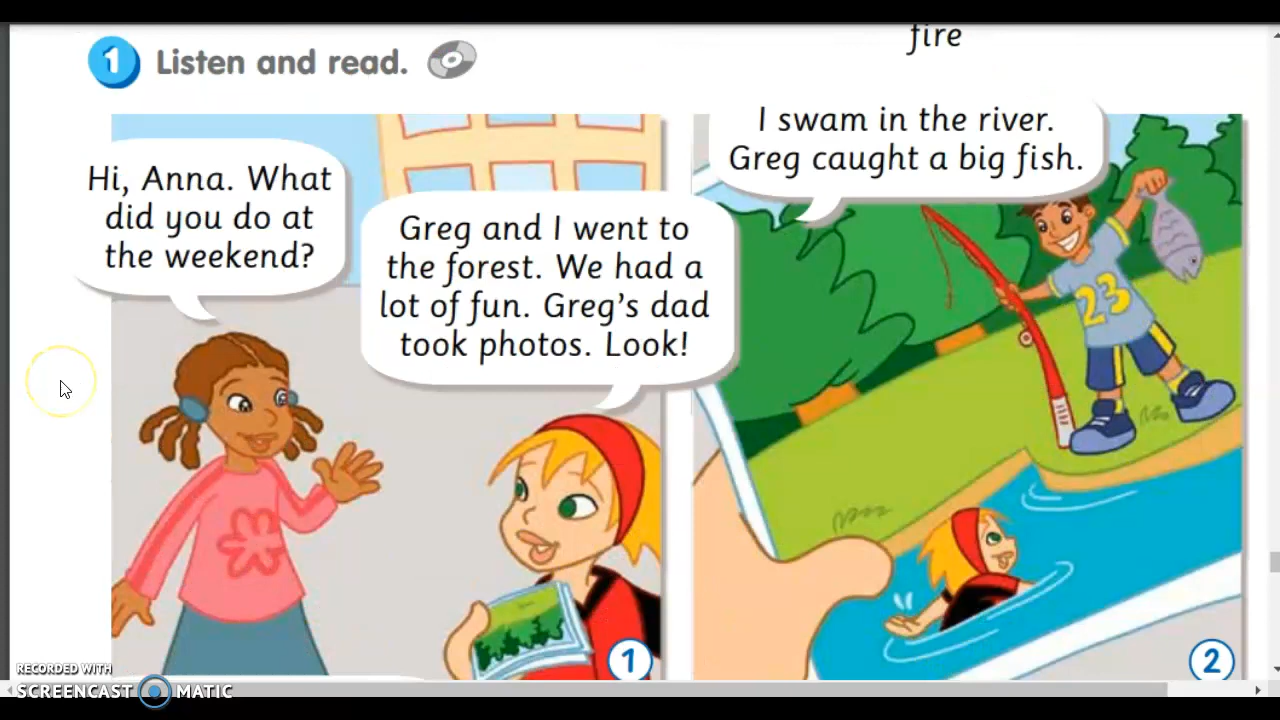 fire
1 Listen and read.
Hi, Anna. What
did you do at
the weekend?
Greg and I went to
the forest. We had a
lot of fun. Greg's dad
took photos. Look!
1
I swam in the river.
Greg caught a big fish.
23
2
RECORDED WITH
SCREENCAST MATIC